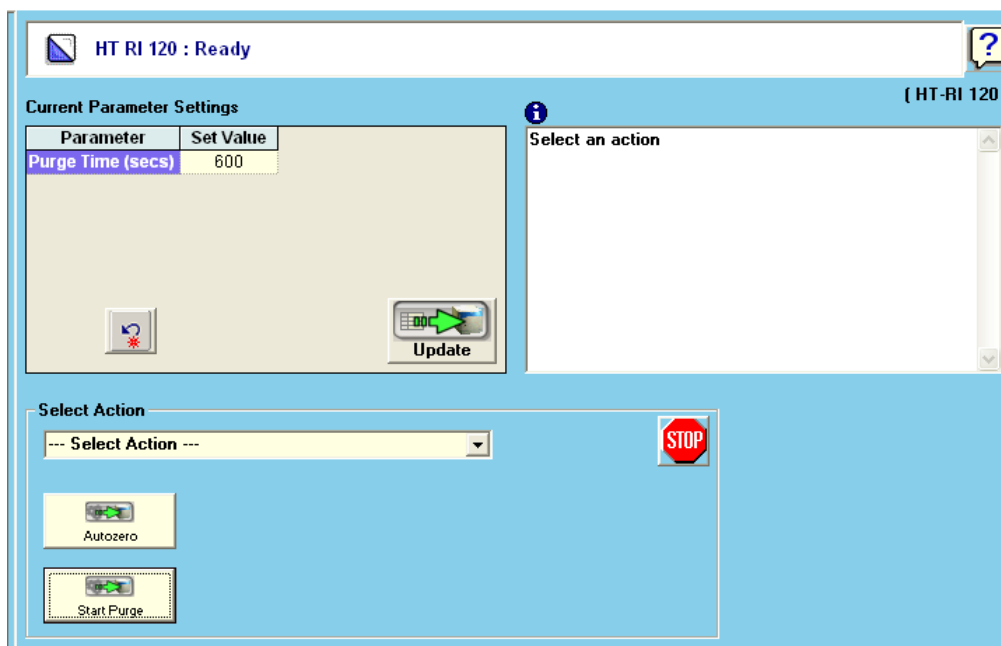 HT RI 120 : Ready
?
( HT-RI 120
Current Parameter Settings
i
Parameter Set Value
Purge Time (secs) 600
Select an action
Update
Select Action
--- Select Action ---
STOP
Autozero
Start Purge